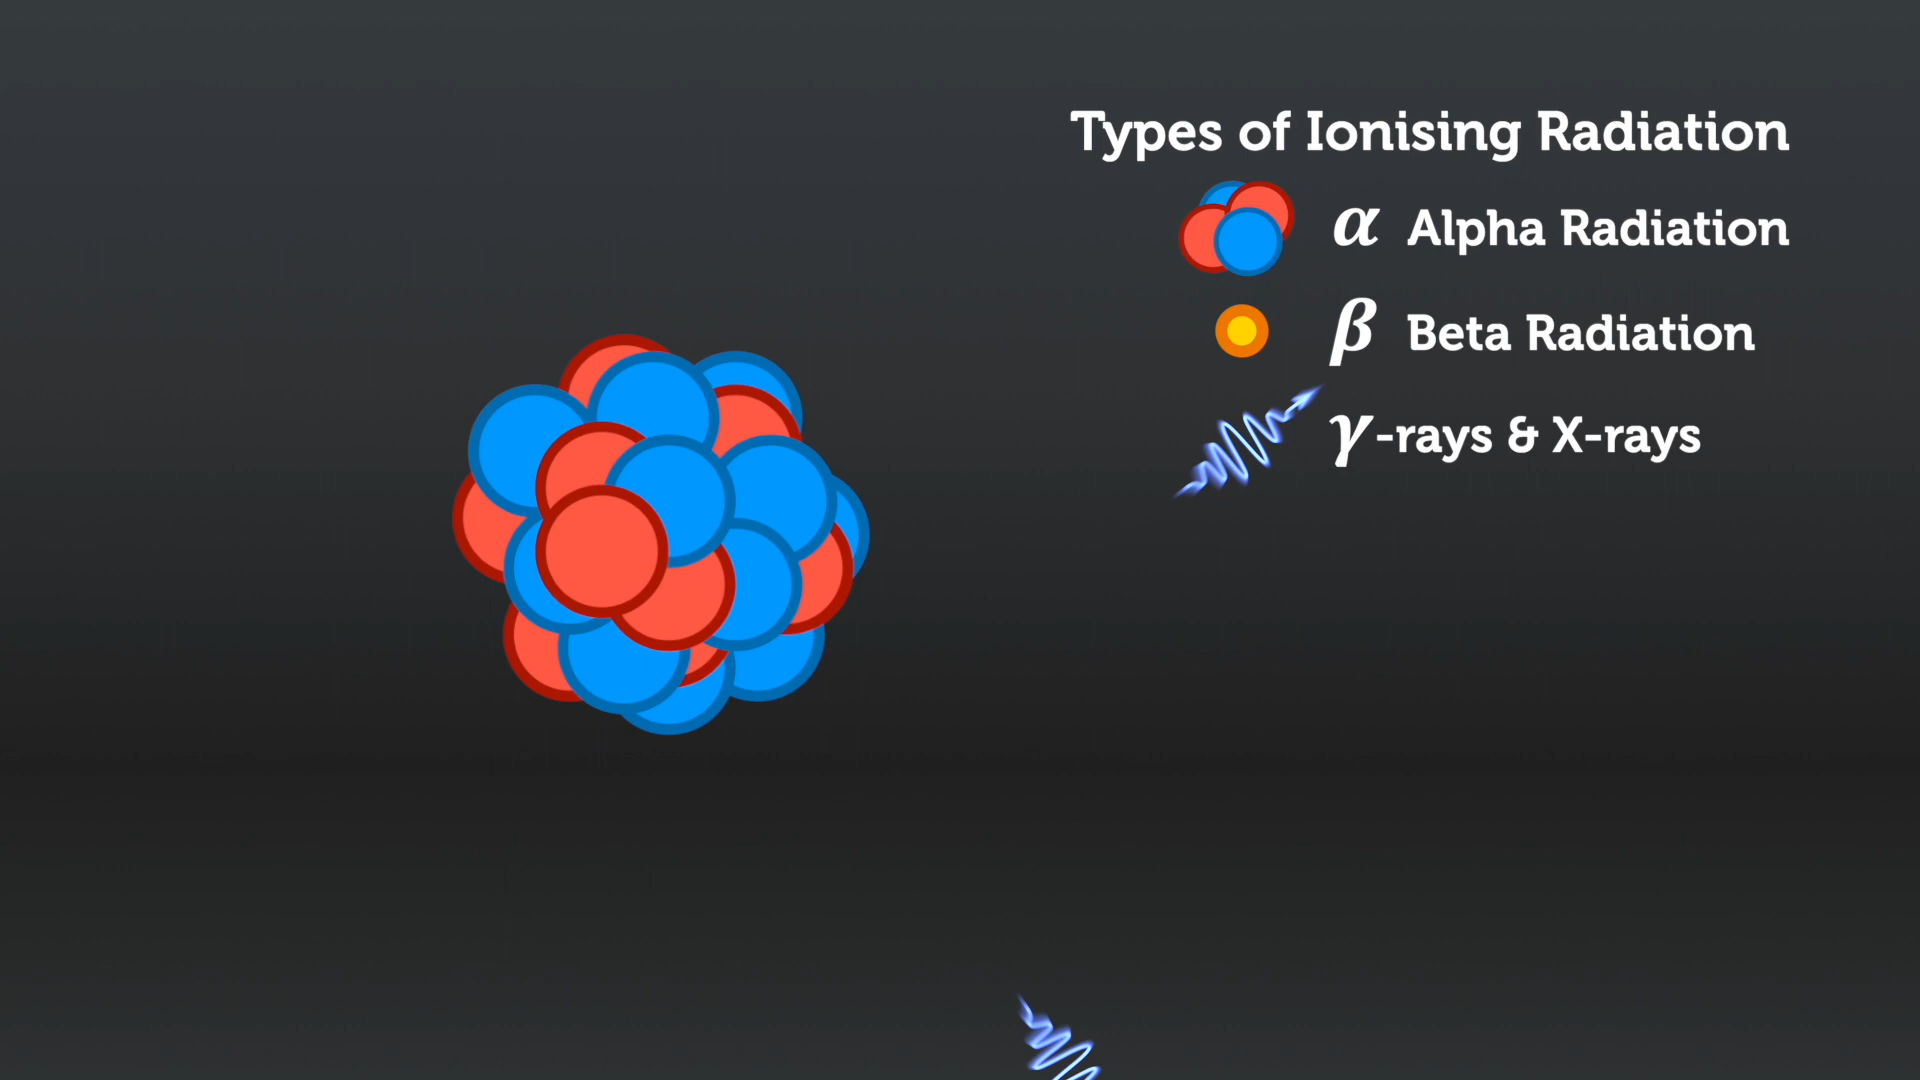 Types of Ionising Radiation
α Alpha Radiation
β Beta Radiation
γ-rays & X-rays